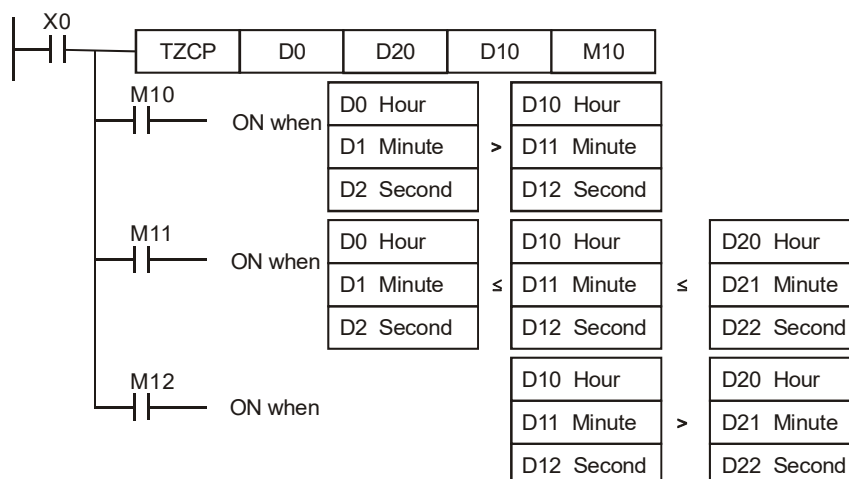 X0
TZCP D0 D20 D10 M10
M10
ON when
D0 Hour
D1 Minute
D2 Second
>
D10 Hour
D11 Minute
D12 Second
M11
ON when
D0 Hour
D1 Minute
D2 Second
≤
D10 Hour
D11 Minute
D12 Second
≤
D20 Hour
D21 Minute
D22 Second
M12
ON when
D10 Hour
D11 Minute
D12 Second
>
D20 Hour
D21 Minute
D22 Second